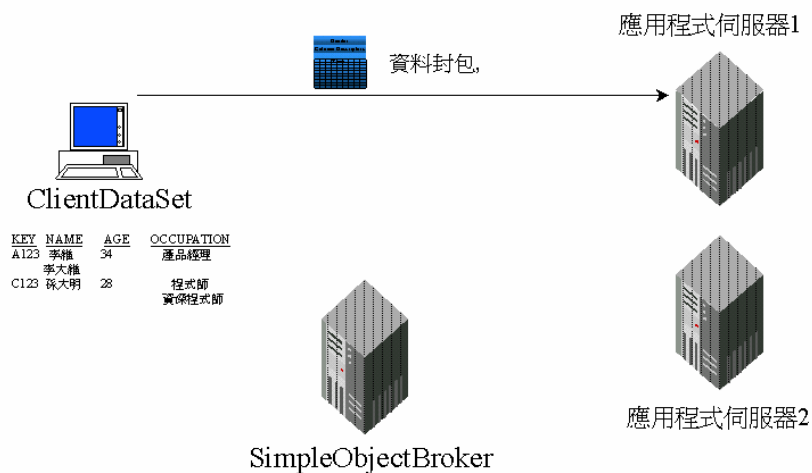 應用程式伺服器1
Header
資料封包,
ClientDataSet
KEY NAME AGE OCCUPATION
A123 李維 34 產品經理
李大維
C123 孫大明 28 程式師
資深程式師
應用程式伺服器2
SimpleObjectBroker